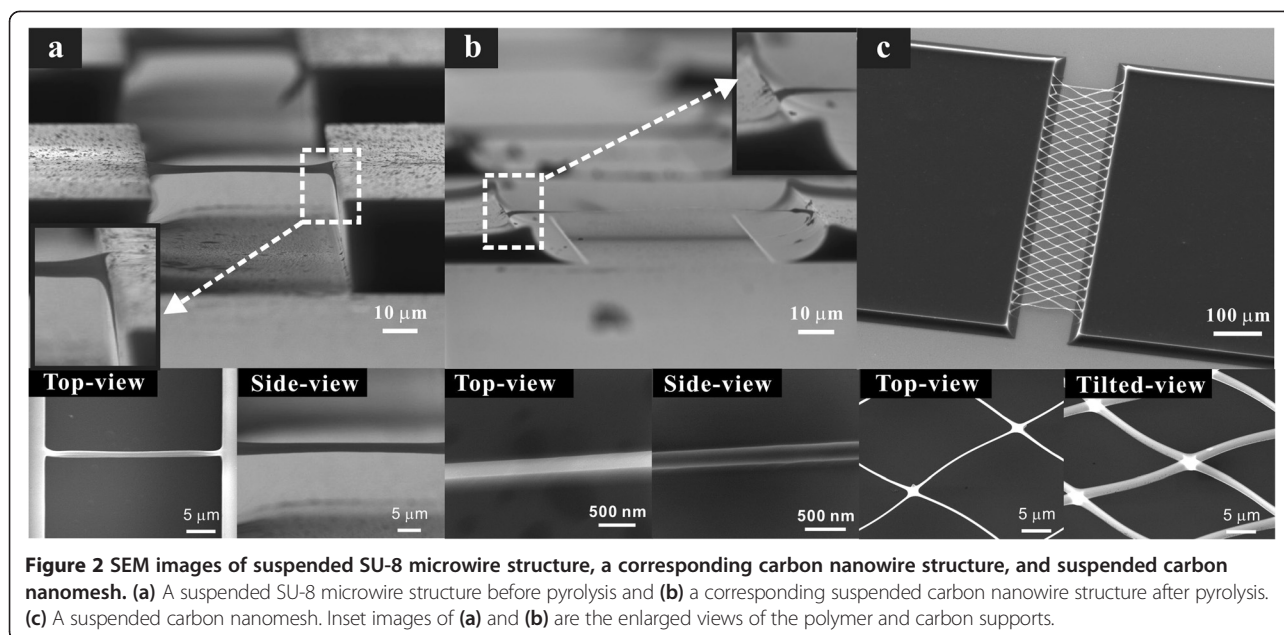 a
b
c
10 μm
10 μm
100 μm
Top-view
Side-view
Top-view
Side-view
Top-view
Tilted-view
5 μm
5 μm
500 nm
500 nm
5 μm
5 μm
Figure 2 SEM images of suspended SU-8 microwire structure, a corresponding carbon nanowire structure, and suspended carbon
nanomesh. (a) A suspended SU-8 microwire structure before pyrolysis and (b) a corresponding suspended carbon nanowire structure after pyrolysis.
(c) A suspended carbon nanomesh. Inset images of (a) and (b) are the enlarged views of the polymer and carbon supports.